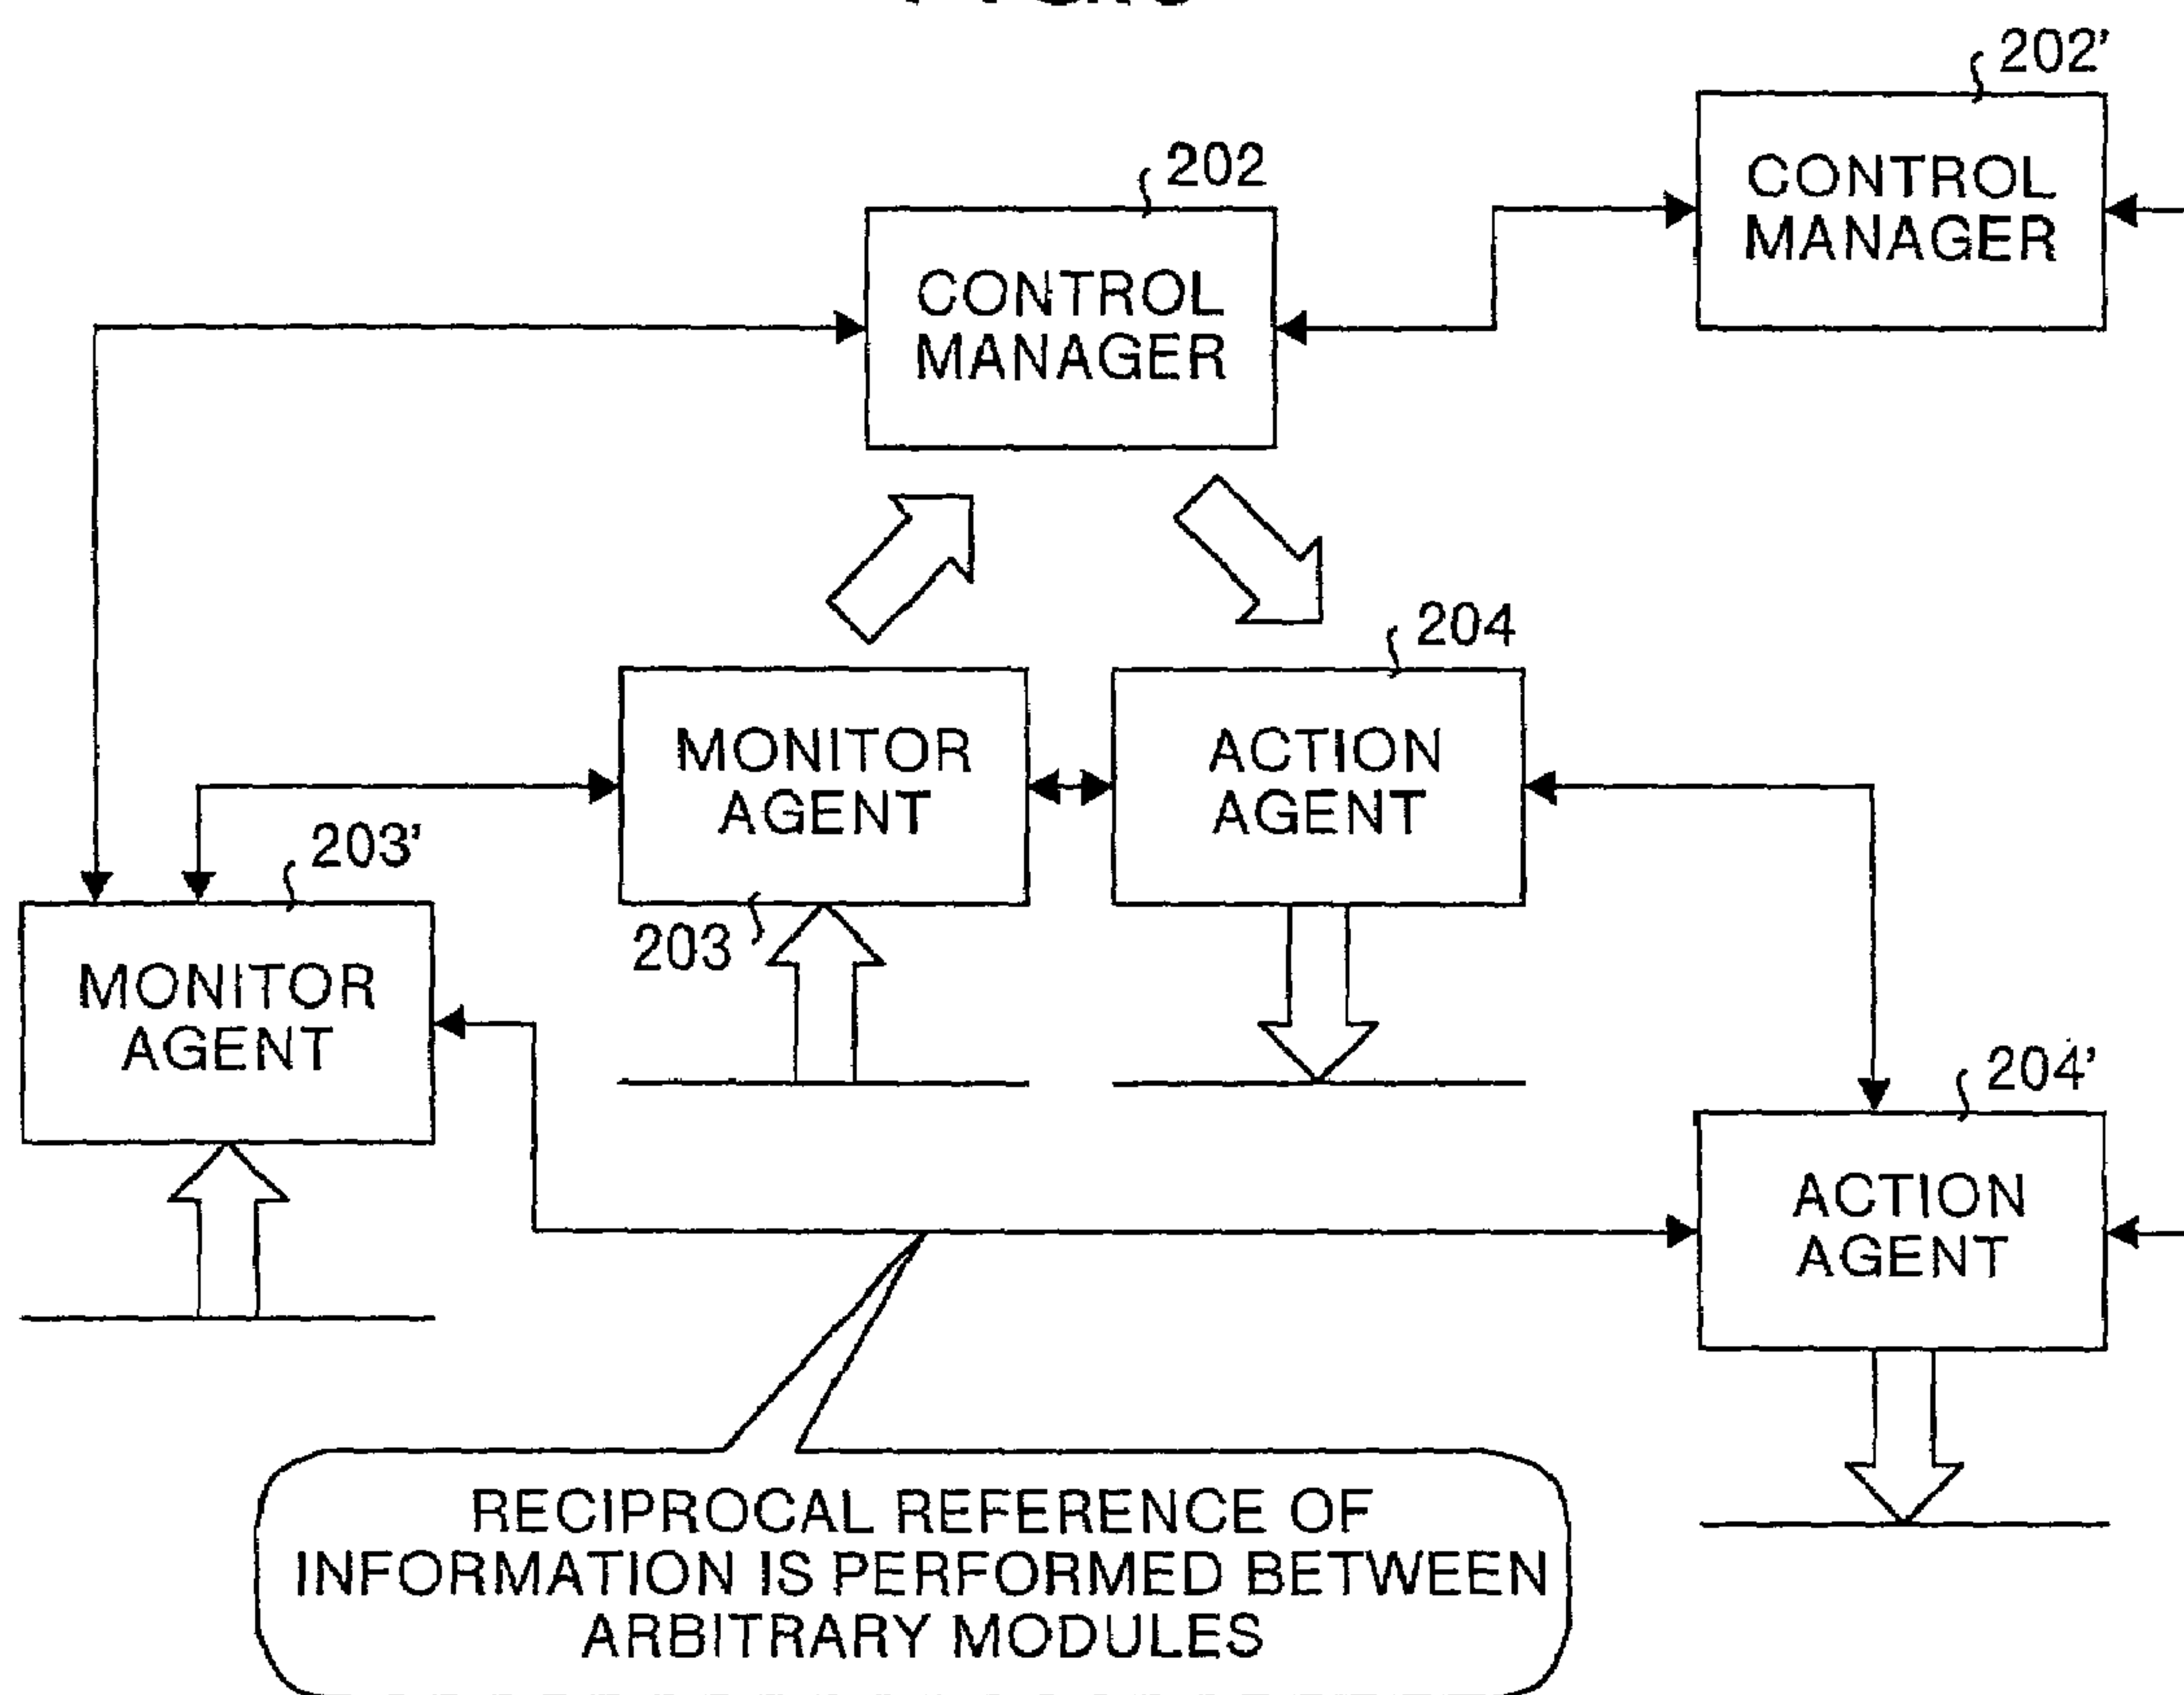 202'
CONTROL
MANAGER
202
CONTROL
MANAGER
204
MONITOR
AGENT
ACTION
AGENT
203'
203
MONITOR
AGENT
204'
ACTION
AGENT
RECIPROCAL REFERENCE OF
INFORMATION IS PERFORMED BETWEEN
ARBITRARY MODULES